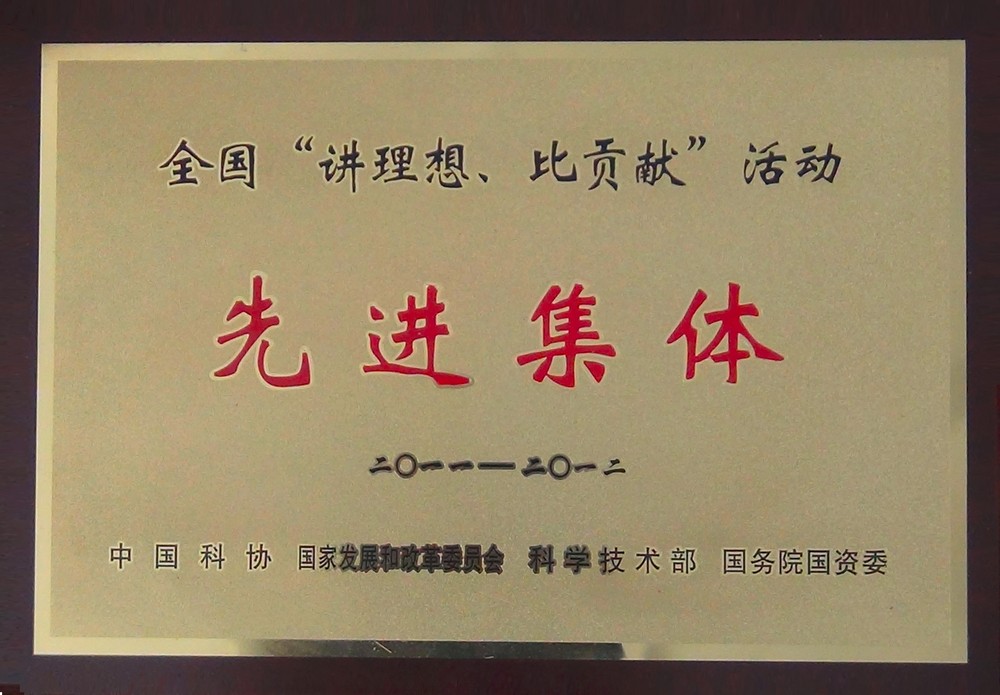 全国“讲理想、比贡献”活动
先进集体
二〇一一—二〇一二
中国科协 国家发展和改革委员会 科学技术部 国务院国资委